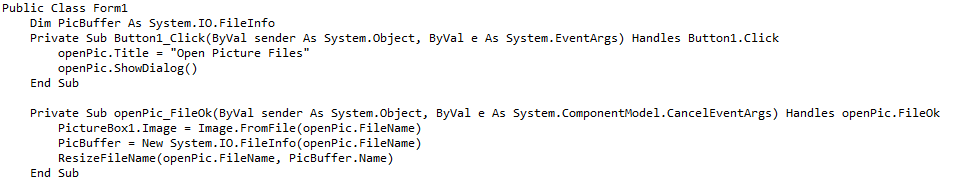 Public Class Form1
    Dim PicBuffer As System.IO.FileInfo
    Private Sub Button1_Click(ByVal sender As System.Object, ByVal e As System.EventArgs) Handles Button1.Click
        openPic.Title = "Open Picture Files"
        openPic.ShowDialog()
    End Sub

    Private Sub openPic_FileOk(ByVal sender As System.Object, ByVal e As System.ComponentModel.CancelEventArgs) Handles openPic.FileOk
        PictureBox1.Image = Image.FromFile(openPic.FileName)
        PicBuffer = New System.IO.FileInfo(openPic.FileName)
        ResizeFileName(openPic.FileName, PicBuffer.Name)
    End Sub